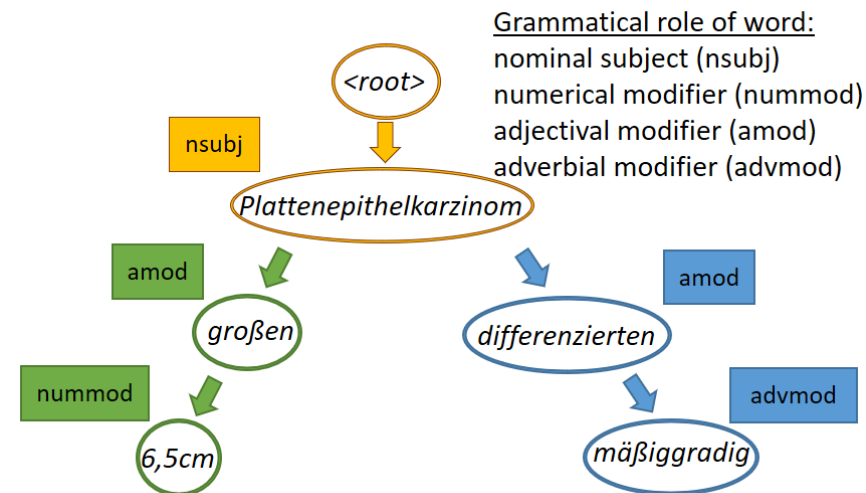 Grammatical role of word:
nominal subject (nsubj)
numerical modifier (nummod)
adjectival modifier (amod)
adverbial modifier (advmod)
<root>
nsubj
Plattenepithelkarzinom
amod
amod
großen
differenzierten
nummod
advmod
6,5cm
mäßiggradig